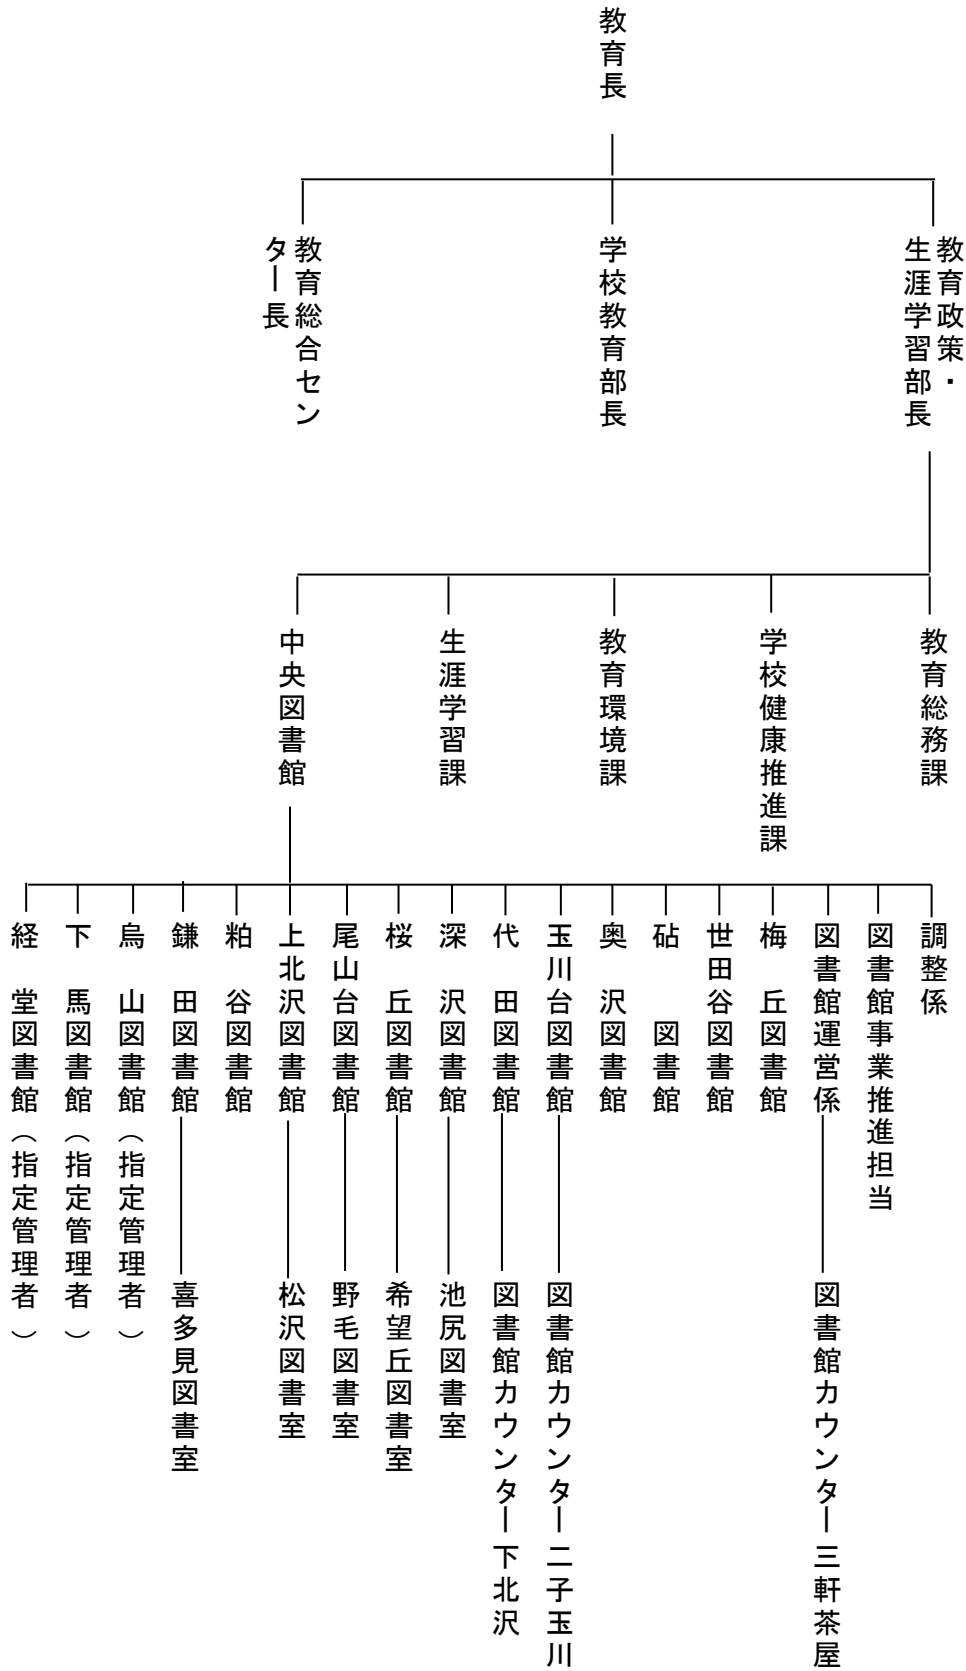 教育長
教育政策・
生涯学習部長
学校教育部長
教育総合セン
ター長
教育総務課
学校健康推進課
教育環境課
生涯学習課
中央図書館
調整係
図書館事業推進担当
図書館運営係
梅　丘図書館
世田谷図書館
砧　　図書館
奥　沢図書館
玉川台図書館
代　田図書館
深　沢図書館
桜　丘図書館
尾山台図書館
上北沢図書館
粕　谷図書館
鎌　田図書館
烏　山図書館（指定管理者）
下　馬図書館（指定管理者）
経　堂図書館（指定管理者）
図書館カウンター三軒茶屋
図書館カウンター二子玉川
図書館カウンター下北沢
池尻図書室
希望丘図書室
野毛図書室
松沢図書室
喜多見図書室